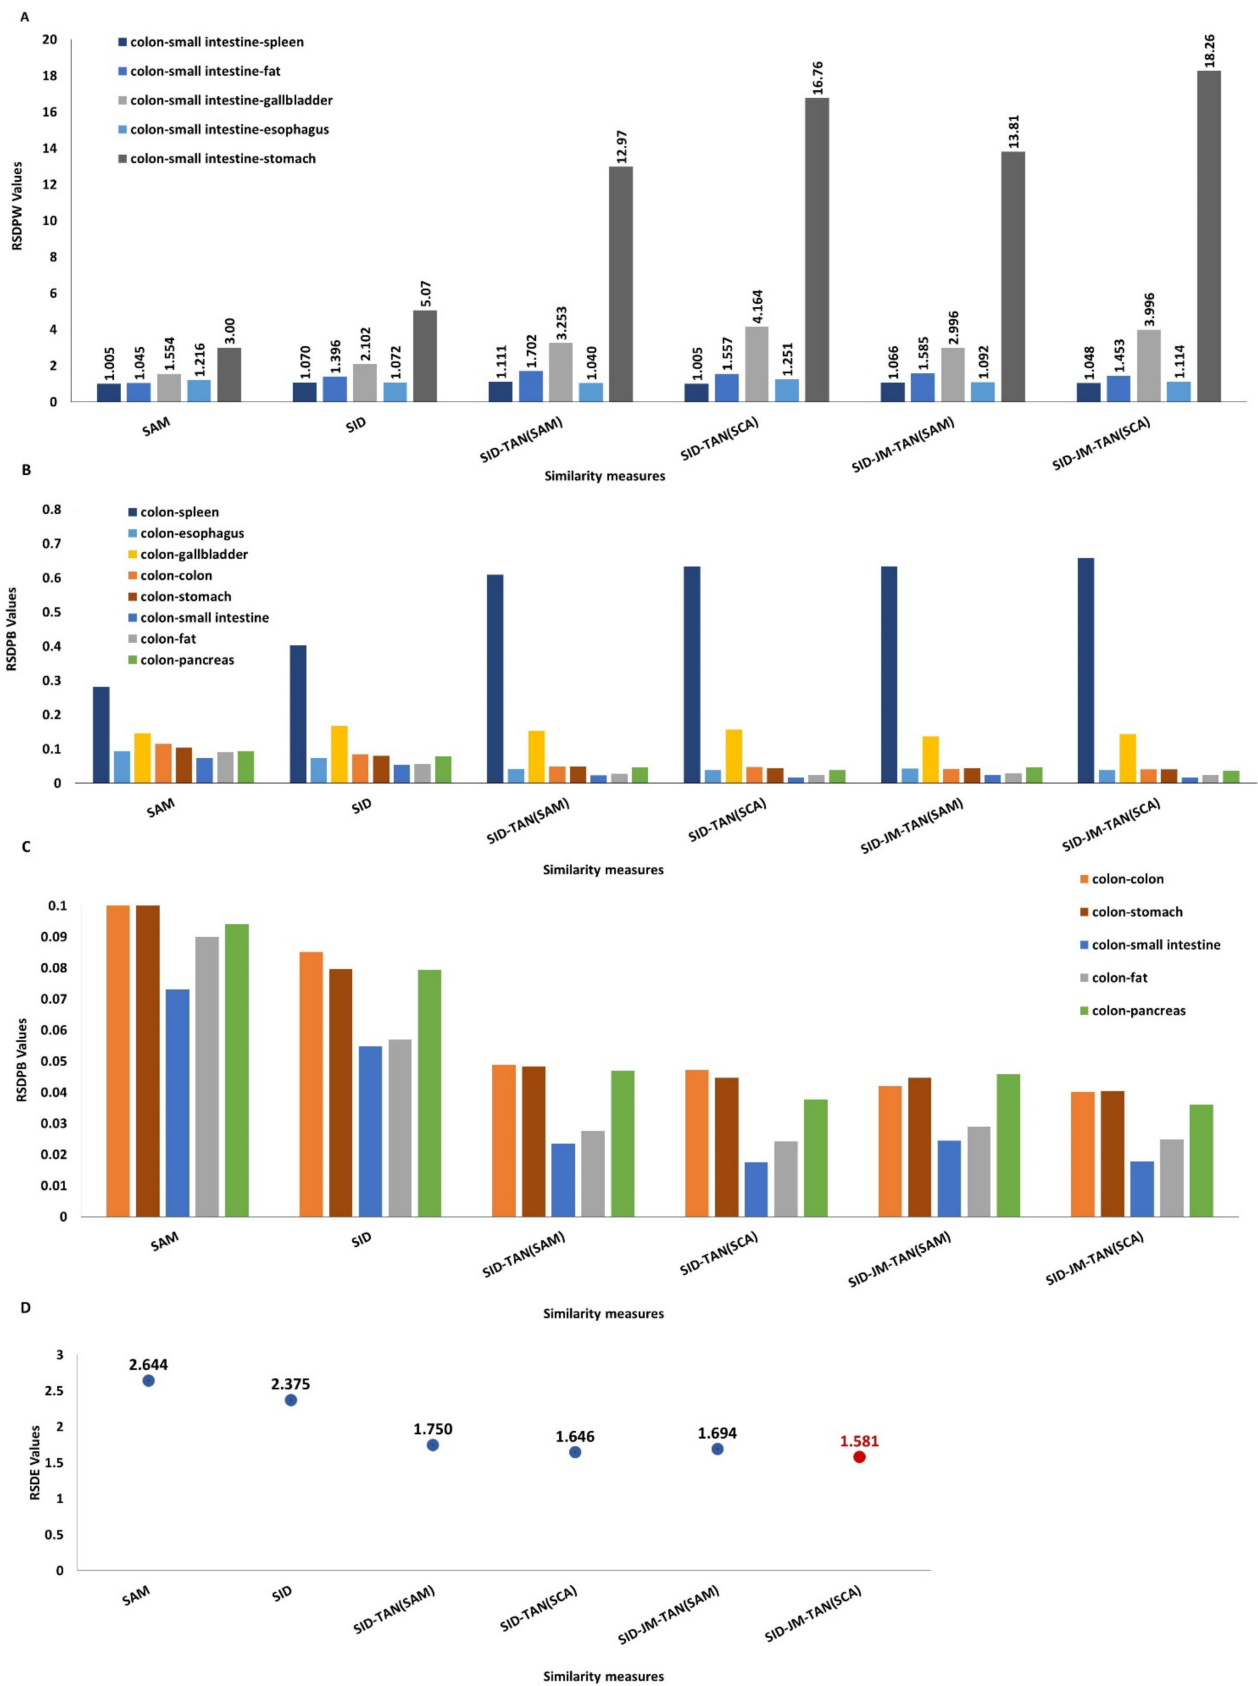 A
20
18
16
14
12
10
8
6
4
2
0
RSDPW Values
colon-small intestine-spleen
colon-small intestine-fat
colon-small intestine-gallbladder
colon-small intestine-esophagus
colon-small intestine-stomach
1.005 1.045 1.554 1.216 3.00
1.070 1.396 2.102 1.072 5.07
1.111 1.702 3.253 1.040 12.97
1.005 1.557 4.164 1.251 16.76
1.066 1.585 2.996 1.092 13.81
1.048 1.453 3.996 1.114 18.26
SAM SID SID-TAN(SAM) SID-TAN(SCA) SID-JM-TAN(SAM) SID-JM-TAN(SCA)
Similarity measures
B
0.8
0.7
0.6
0.5
0.4
0.3
0.2
0.1
0
RSDPB Values
colon-spleen
colon-esophagus
colon-gallbladder
colon-colon
colon-stomach
colon-small intestine
colon-fat
colon-pancreas
SAM SID SID-TAN(SAM) SID-TAN(SCA) SID-JM-TAN(SAM) SID-JM-TAN(SCA)
Similarity measures
C
0.1
0.09
0.08
0.07
0.06
0.05
0.04
0.03
0.02
0.01
0
RSDPB Values
colon-colon
colon-stomach
colon-small intestine
colon-fat
colon-pancreas
SAM SID SID-TAN(SAM) SID-TAN(SCA) SID-JM-TAN(SAM) SID-JM-TAN(SCA)
Similarity measures
D
3
2.5
2
1.5
1
0.5
0
RSDE Values
2.644 2.375 1.750 1.646 1.694 1.581
SAM SID SID-TAN(SAM) SID-TAN(SCA) SID-JM-TAN(SAM) SID-JM-TAN(SCA)
Similarity measures